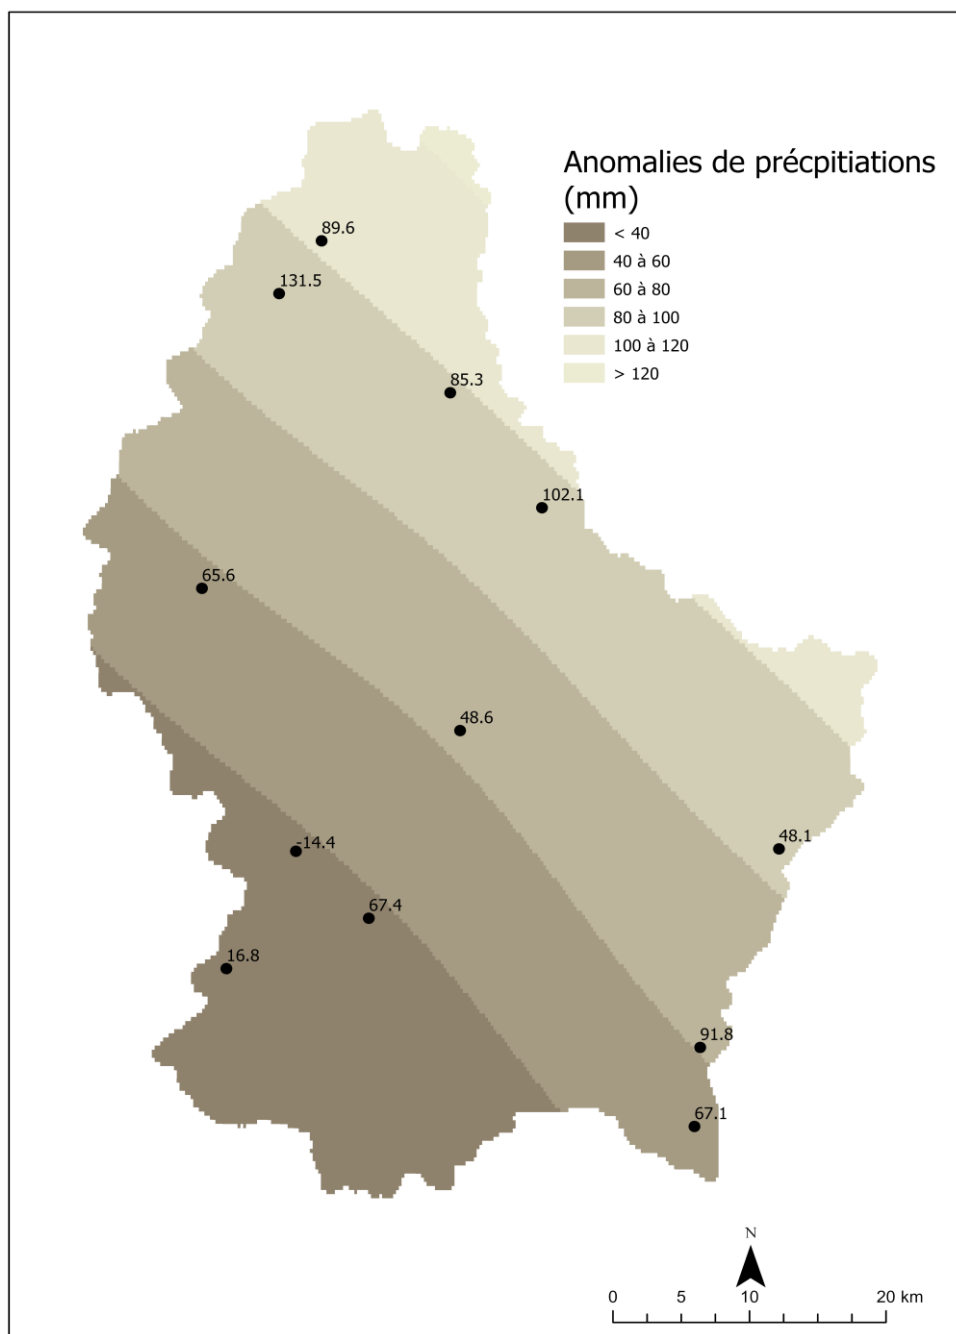 Anomalies de précpitiations
(mm)
< 40
40 à 60
60 à 80
80 à 100
100 à 120
> 120
89.6
131.5
85.3
102.1
65.6
48.6
-14.4
48.1
67.4
16.8
91.8
67.1
N
0 5 10 20 km